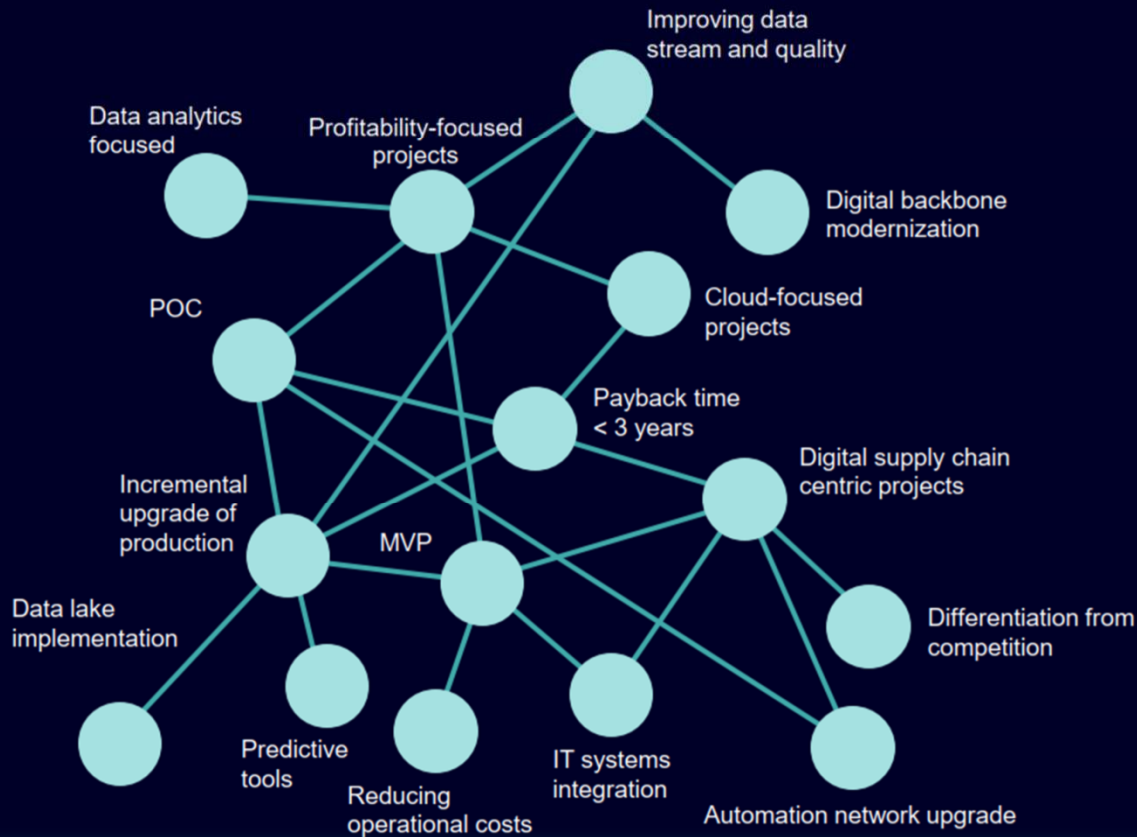 Improving data
stream and quality
Data analytics
focused
Profitability-focused
projects
Digital backbone
modernization
Cloud-focused
projects
POC
Payback time
< 3 years
Digital supply chain
centric projects
Incremental
upgrade of
production
MVP
Data lake
implementation
Differentiation from
competition
Predictive
tools
IT systems
integration
Reducing
operational costs
Automation network upgrade